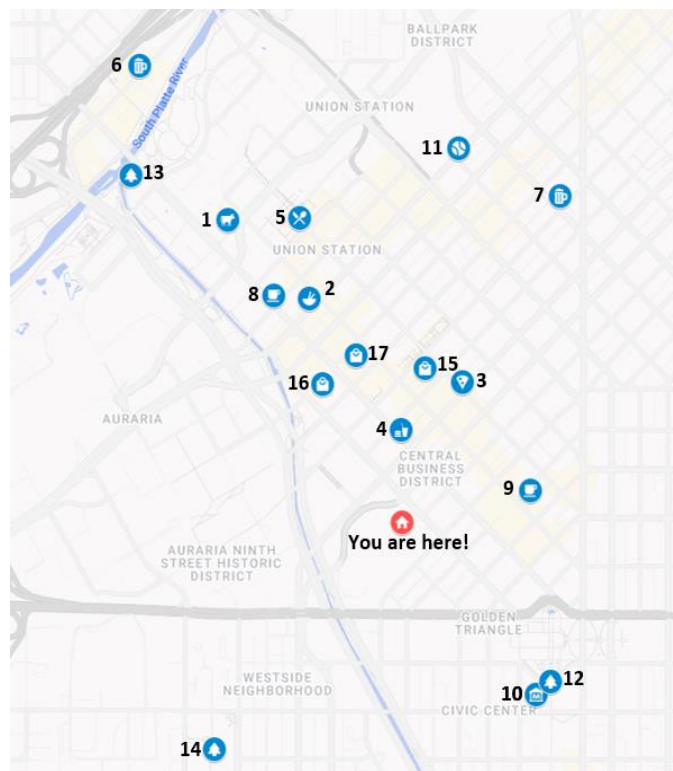 BALLPARK
DISTRICT
6
UNION STATION
South Platte River
11
13
7
1
5
UNION STATION
8
2
17
15
16
3
AURARIA
4
CENTRAL
BUSINESS
DISTRICT
9
You are here!
AURARIA NINTH
STREET HISTORIC
DISTRICT
GOLDEN
TRIANGLE
WESTSIDE
NEIGHBORHOOD
12
10
CIVIC CENTER
14